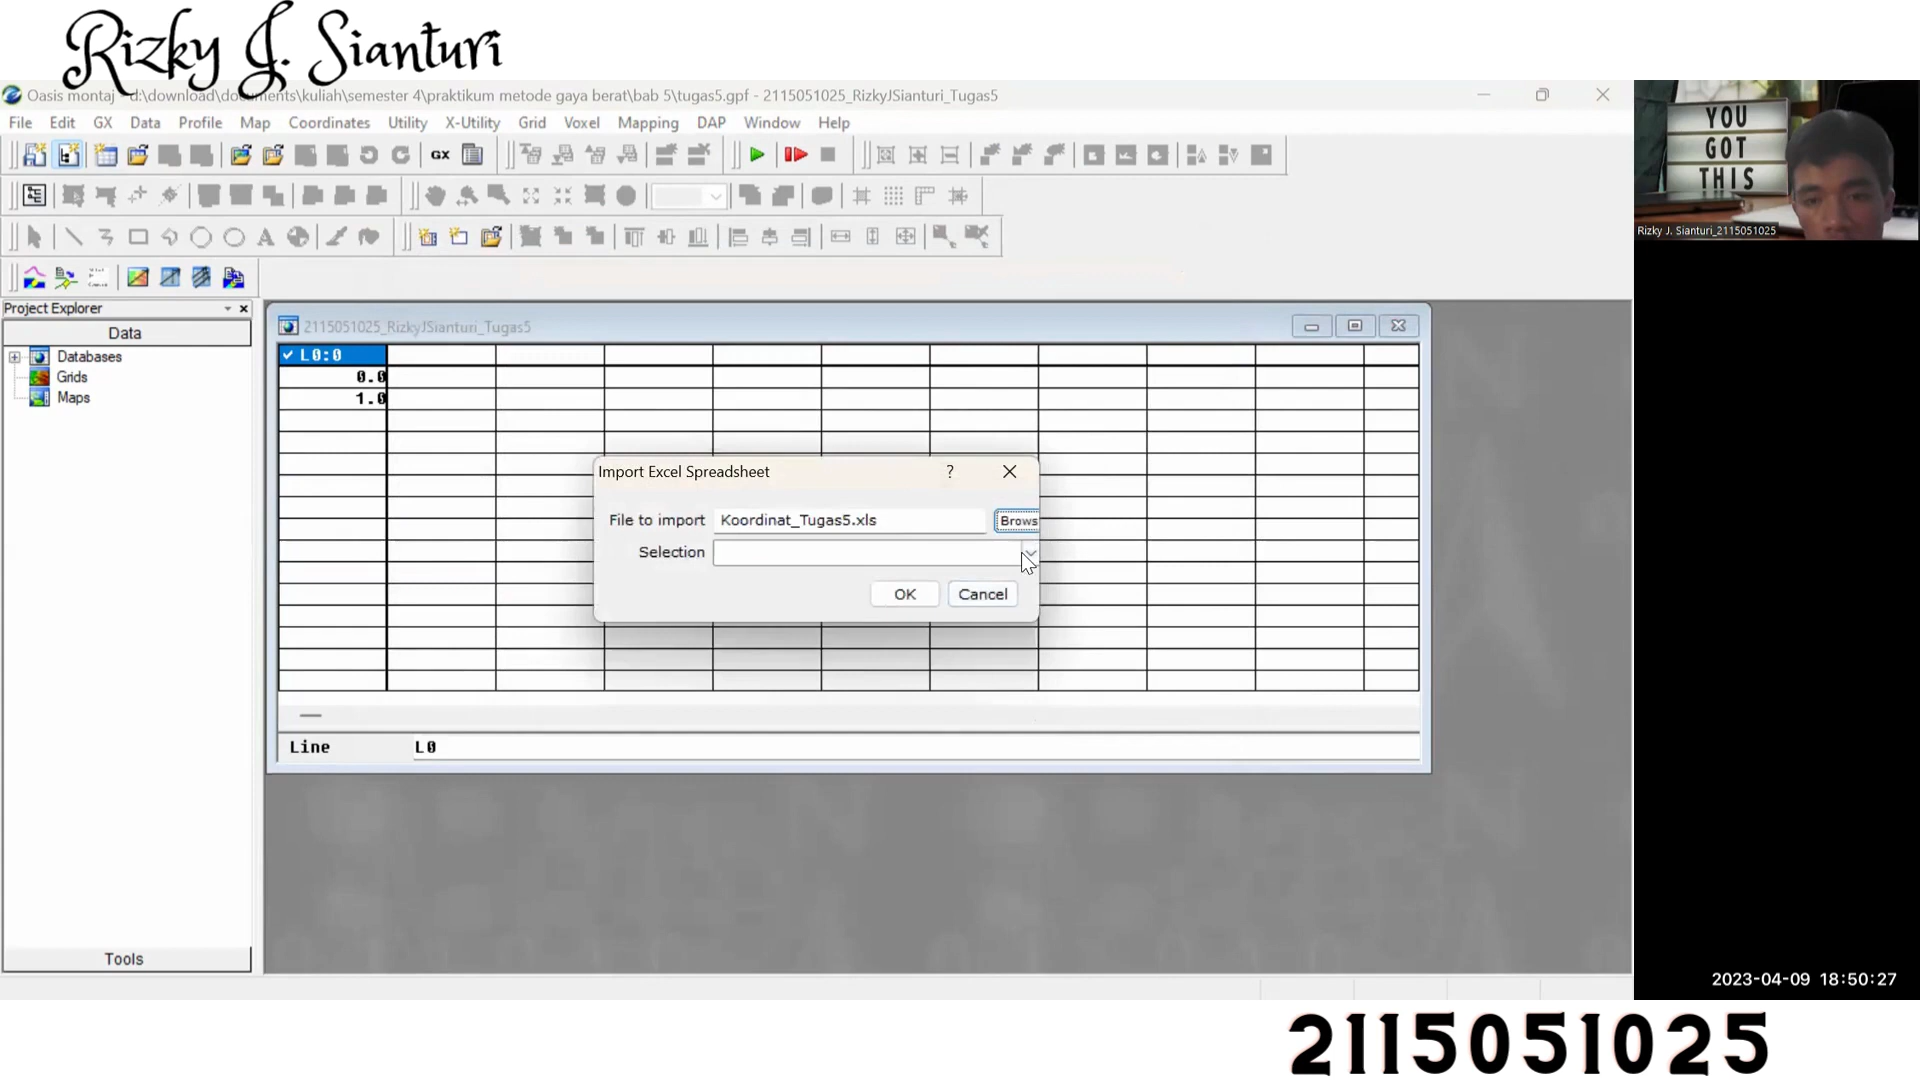 Rizky J. Sianturi
Oasis montaj - d:\download\documents\kuliah\semester 4\praktikum metode gaya berat\bab 5\tugas5.gpf - 2115051025_RizkyJSianturi_Tugas5
File Edit GX Data Profile Map Coordinates Utility X-Utility Grid Voxel Mapping DAP Window Help
GX
Project Explorer
Data
Databases
Grids
Maps
Tools
2115051025_RizkyJSianturi_Tugas5
L0:0
0.0
1.0
Import Excel Spreadsheet
File to import Koordinat_Tugas5.xls Brows
Selection
OK Cancel
Line L0
YOU
GOT
THIS
Rizky J. Sianturi_2115051025
2023-04-09 18:50:27
2115051025